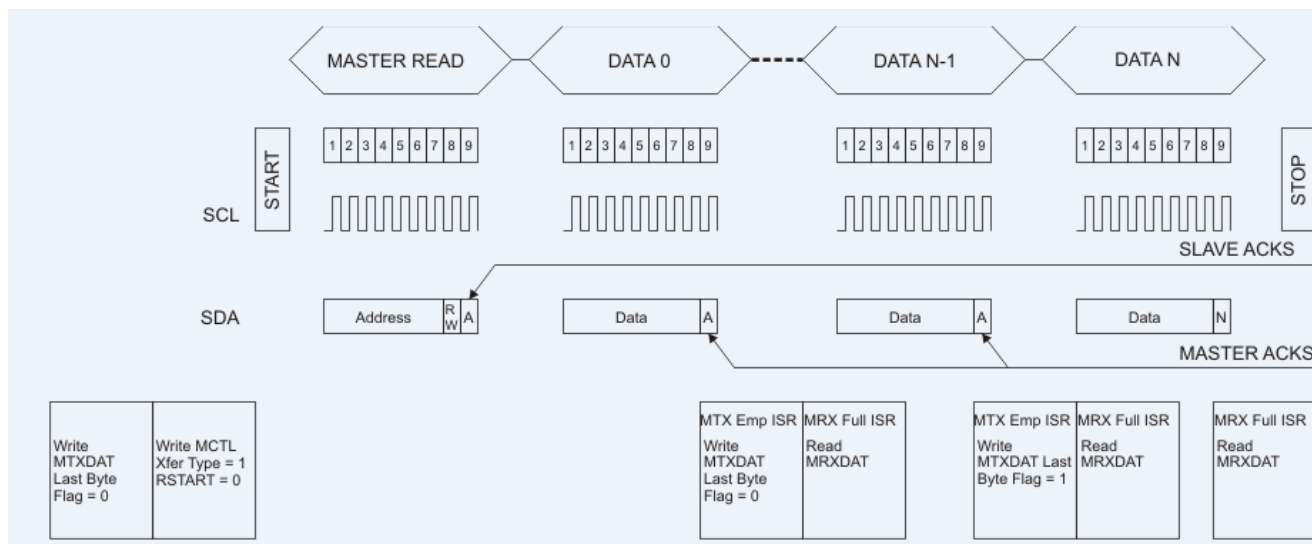 MASTER READ DATA 0 DATA N-1 DATA N
START 1 2 3 4 5 6 7 8 9 1 2 3 4 5 6 7 8 9 1 2 3 4 5 6 7 8 9 1 2 3 4 5 6 7 8 9 STOP
SCL
SLAVE ACKS
SDA Address R W A Data A Data A Data N
MASTER ACKS
Write
MTXDAT
Last Byte
Flag = 0
Write MCTL
Xfer Type = 1
RSTART = 0
MTX Emp ISR
Write
MTXDAT
Last Byte
Flag = 0
MRX Full ISR
Read
MRXDAT
MTX Emp ISR
Write
MTXDAT Last
Byte Flag = 1
MRX Full ISR
Read
MRXDAT
MRX Full ISR
Read
MRXDAT